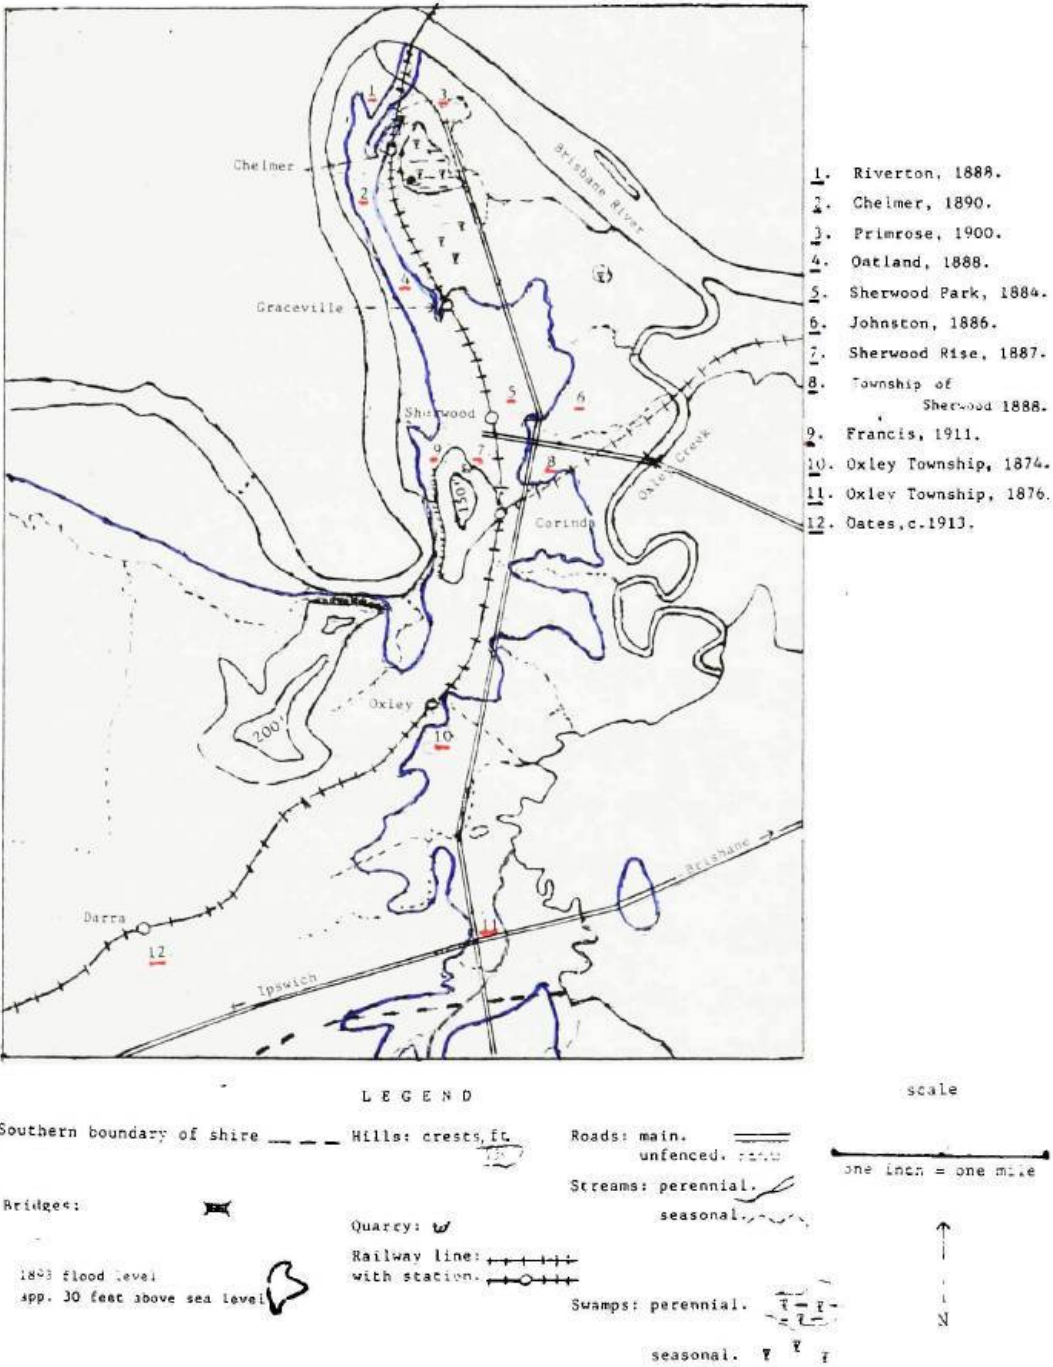 1
3
Chelmer
Brisbane River
2
4
Graceville
5
6
Sherwood
9
7
8
150'
Oxley Creek
Corinda
Oxley
200'
10
Brisbane
Darra
11
12
Ipswich
1. Riverton, 1888.
2. Chelmer, 1890.
3. Primrose, 1900.
4. Oatland, 1888.
5. Sherwood Park, 1884.
6. Johnston, 1886.
7. Sherwood Rise, 1887.
8. Township of
Sherwood 1888.
9. Francis, 1911.
10. Oxley Township, 1874.
11. Oxley Township, 1876.
12. Oates, c.1913.
LEGEND
scale
Southern boundary of shire
Hills: crests, ft.
Roads: main.
unfenced.
one inch = one mile
Streams: perennial.
seasonal.
Bridges:
Quarry:
Railway line:
with station.
1893 flood level
app. 30 feet above sea level
Swamps: perennial.
seasonal.
N